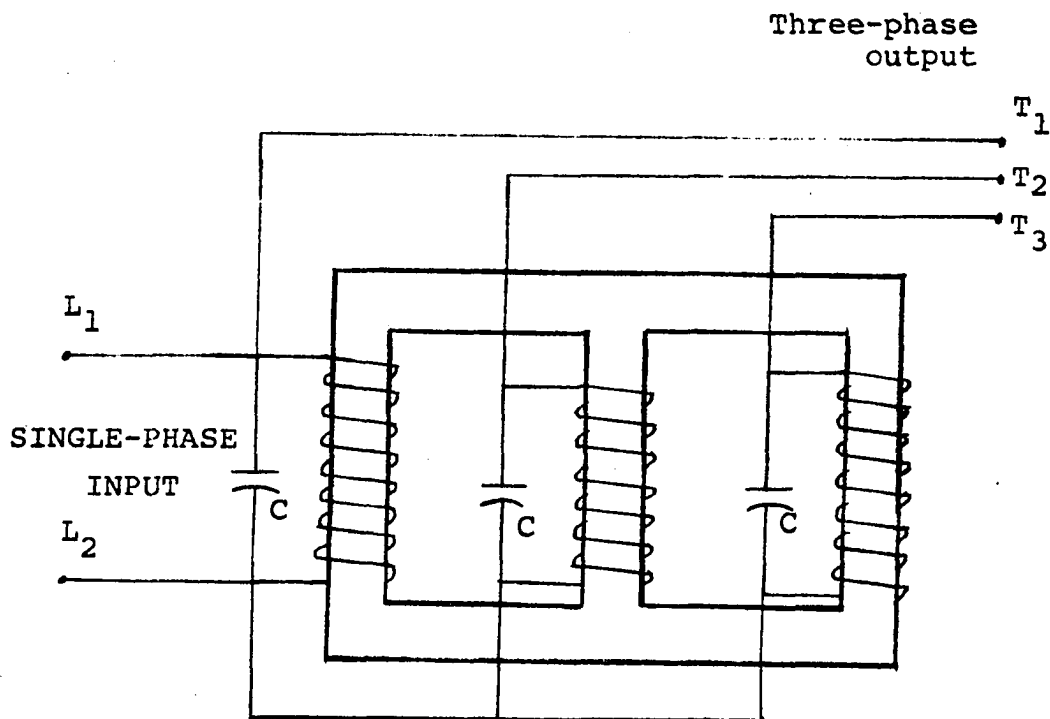 Three-phase
output
T1
T2
T3
L1
SINGLE-PHASE
INPUT
L2
C
C
C